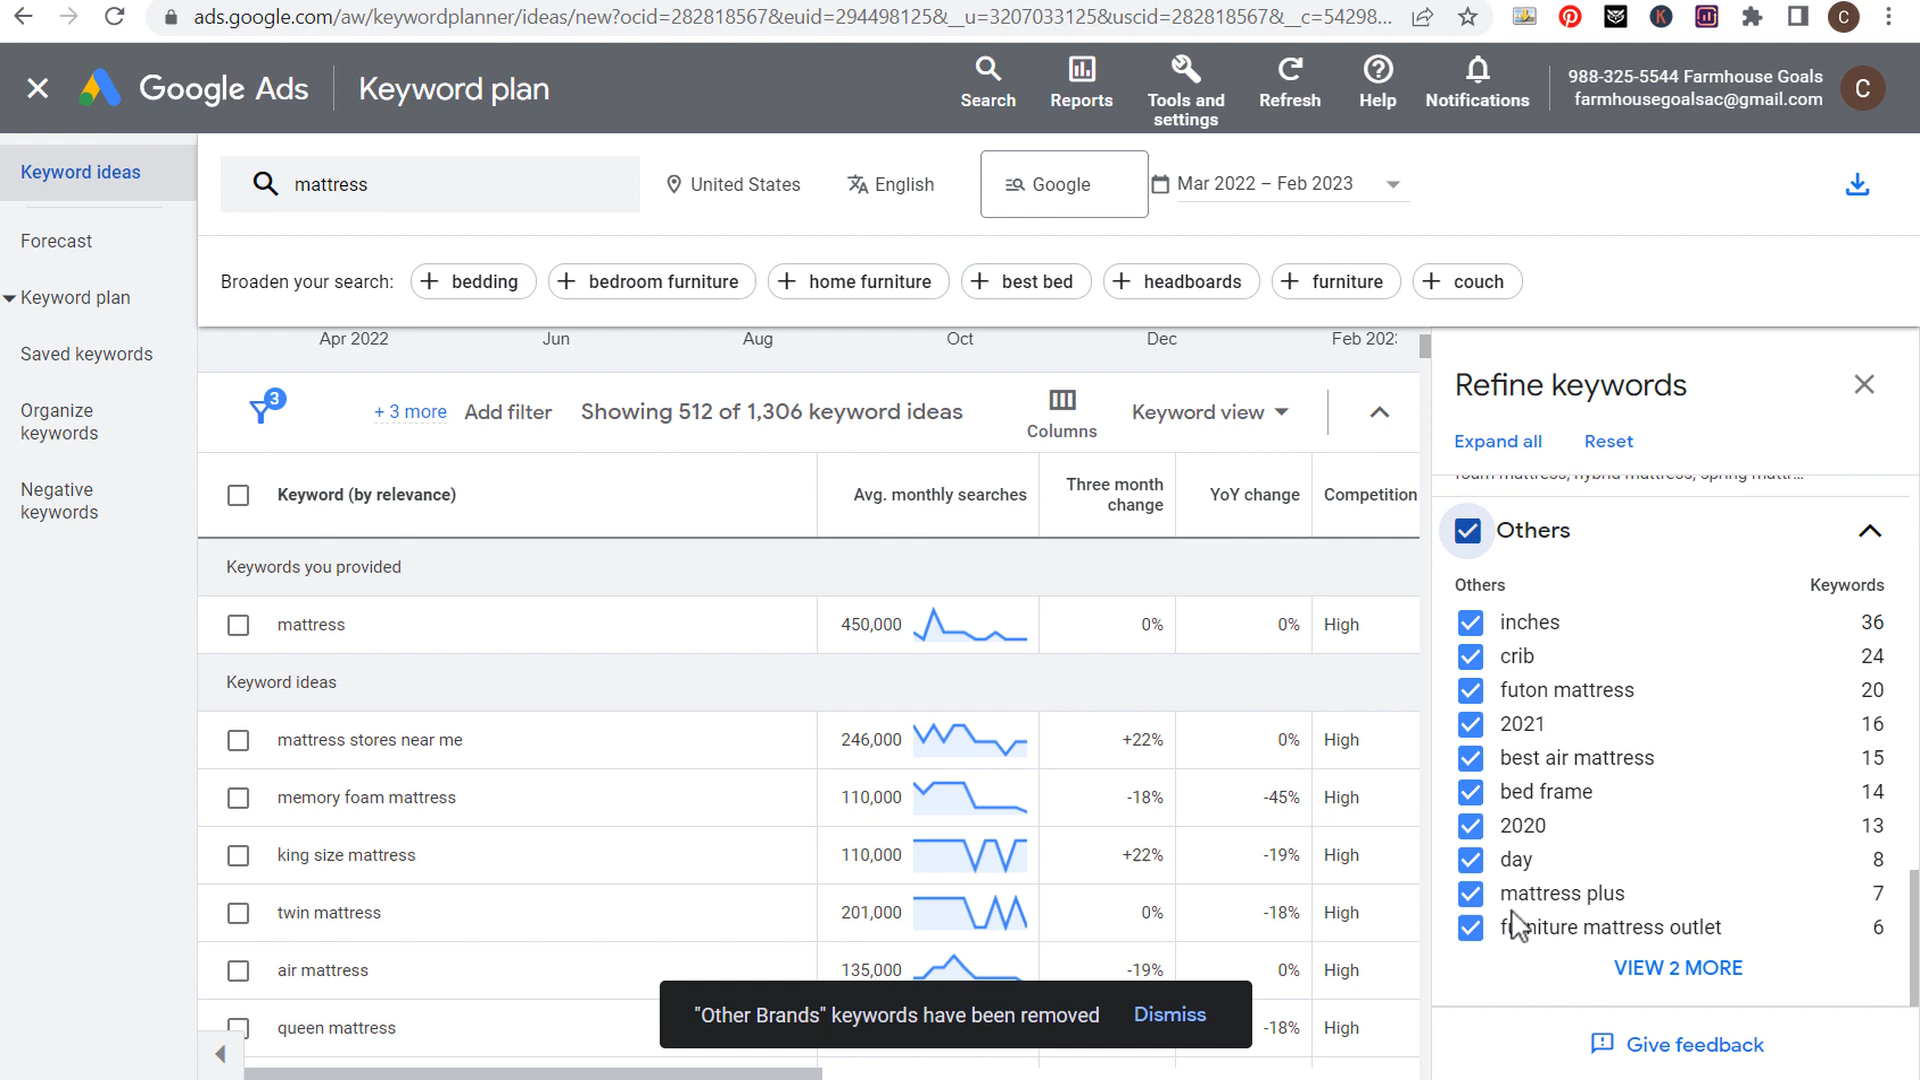 ads.google.com/aw/keywordplanner/ideas/new?ocid=282818567&euid=294498125&__u=3207033125&uscid=282818567&__c=54298...
C
Google Ads
Keyword plan
Search
Reports
Tools and
settings
Refresh
Help
Notifications
988-325-5544 Farmhouse Goals
farmhousegoalsac@gmail.com
C
Keyword ideas
Forecast
Keyword plan
Saved keywords
Organize
keywords
Negative
keywords
mattress
United States
English
Google
Mar 2022 – Feb 2023
Broaden your search:
bedding
bedroom furniture
home furniture
best bed
headboards
furniture
couch
Apr 2022
Jun
Aug
Oct
Dec
Feb 202
3
+ 3 more
Add filter
Showing 512 of 1,306 keyword ideas
Columns
Keyword view
Keyword (by relevance)
Avg. monthly searches
Three month
change
YoY change
Competition
Keywords you provided
mattress 450,000 0% 0% High
Keyword ideas
mattress stores near me 246,000 +22% 0% High
memory foam mattress 110,000 -18% -45% High
king size mattress 110,000 +22% -19% High
twin mattress 201,000 0% -18% High
air mattress 135,000 -19% 0% High
queen mattress -18% High
"Other Brands" keywords have been removed
Dismiss
Refine keywords
Expand all
Reset
foam mattress, hybrid mattress, spring mattr...
Others
Others Keywords
inches 36
crib 24
futon mattress 20
2021 16
best air mattress 15
bed frame 14
2020 13
day 8
mattress plus 7
furniture mattress outlet 6
VIEW 2 MORE
Give feedback